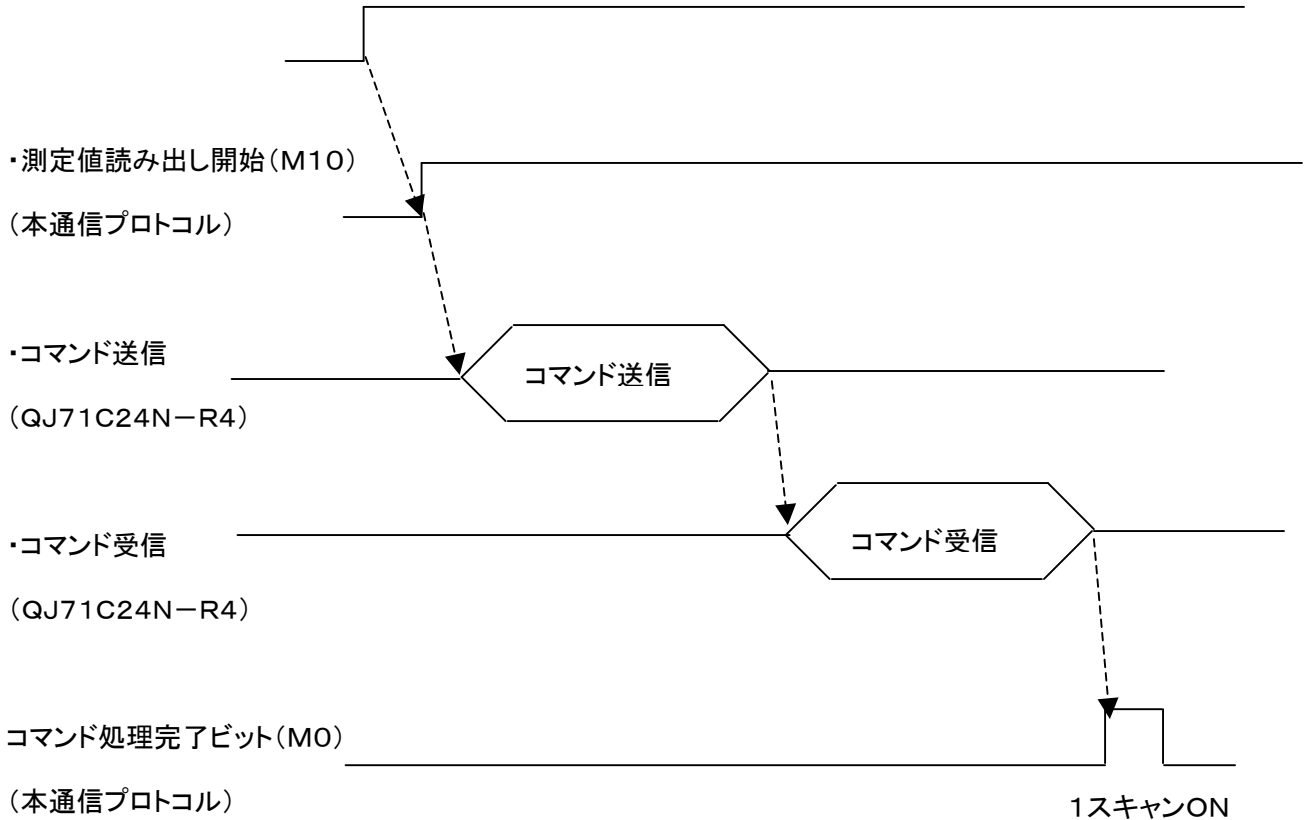 ・測定値読み出し開始(M10)
(本通信プロトコル)
・コマンド送信
コマンド送信
(QJ71C24N-R4)
・コマンド受信
コマンド受信
(QJ71C24N-R4)
コマンド処理完了ビット(M0)
(本通信プロトコル)
1スキャンON